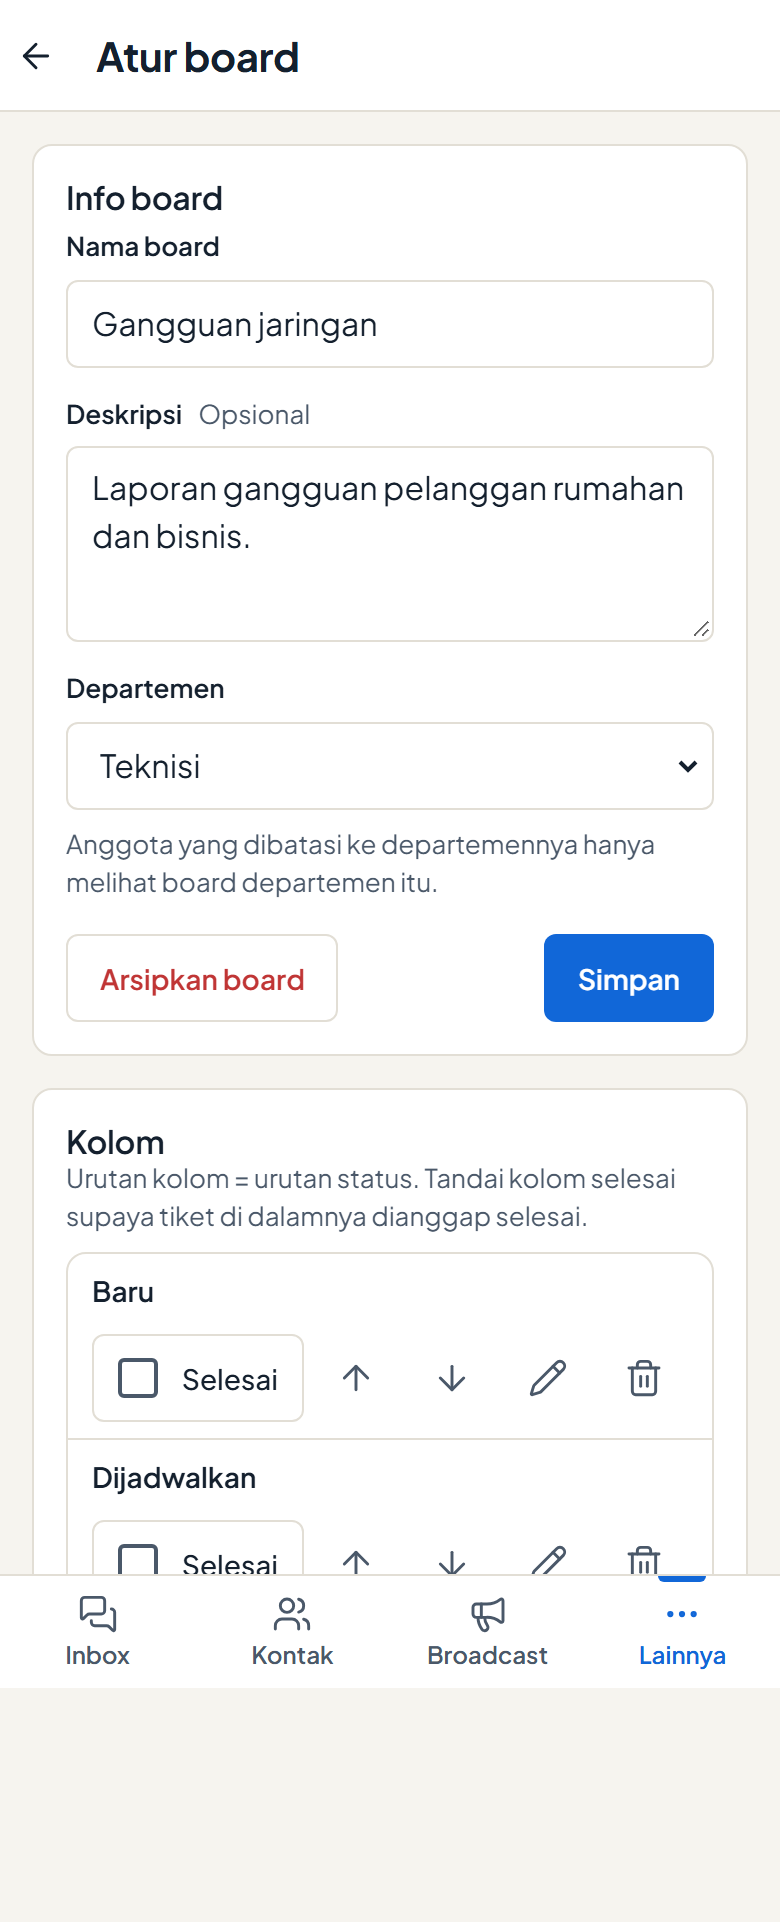 Atur board
Info board
Nama board
Gangguan jaringan
Deskripsi Opsional
Laporan gangguan pelanggan rumahan
dan bisnis.
Departemen
Teknisi
Anggota yang dibatasi ke departemennya hanya
melihat board departemen itu.
Arsipkan board
Simpan
Kolom
Urutan kolom = urutan status. Tandai kolom selesai
supaya tiket di dalamnya dianggap selesai.
Baru
Selesai
Dijadwalkan
Selesai
Inbox
Kontak
Broadcast
Lainnya